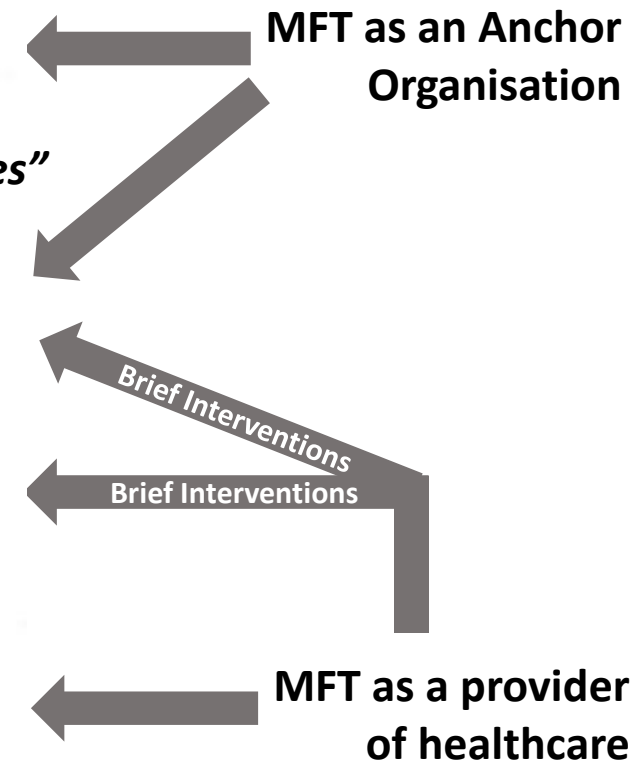 MFT as an Anchor
Organisation
es”
Brief Interventions
Brief Interventions
MFT as a provider
of healthcare